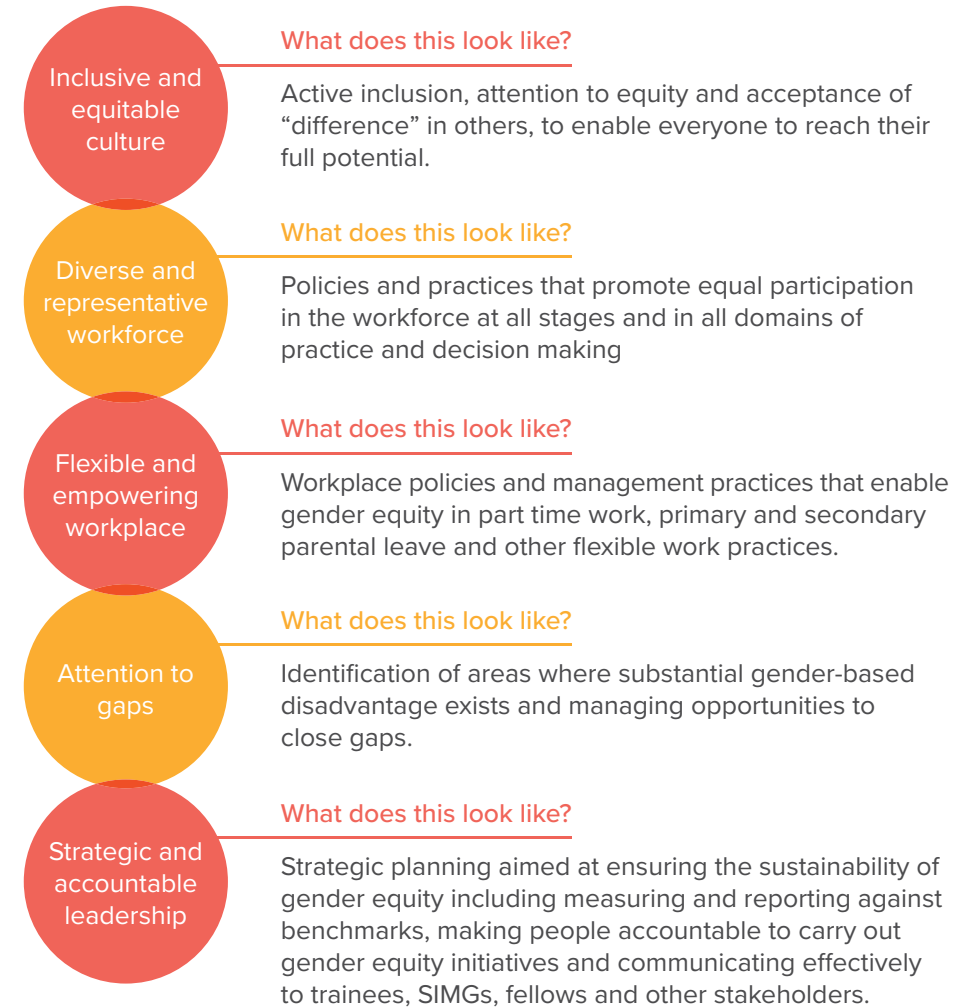 Inclusive and
equitable
culture
What does this look like?
Active inclusion, attention to equity and acceptance of
“difference” in others, to enable everyone to reach their
full potential.
Diverse and
representative
workforce
What does this look like?
Policies and practices that promote equal participation
in the workforce at all stages and in all domains of
practice and decision making
Flexible and
empowering
workplace
What does this look like?
Workplace policies and management practices that enable
gender equity in part time work, primary and secondary
parental leave and other flexible work practices.
Attention to
gaps
What does this look like?
Identification of areas where substantial gender-based
disadvantage exists and managing opportunities to
close gaps.
Strategic and
accountable
leadership
What does this look like?
Strategic planning aimed at ensuring the sustainability of
gender equity including measuring and reporting against
benchmarks, making people accountable to carry out
gender equity initiatives and communicating effectively
to trainees, SIMGs, fellows and other stakeholders.